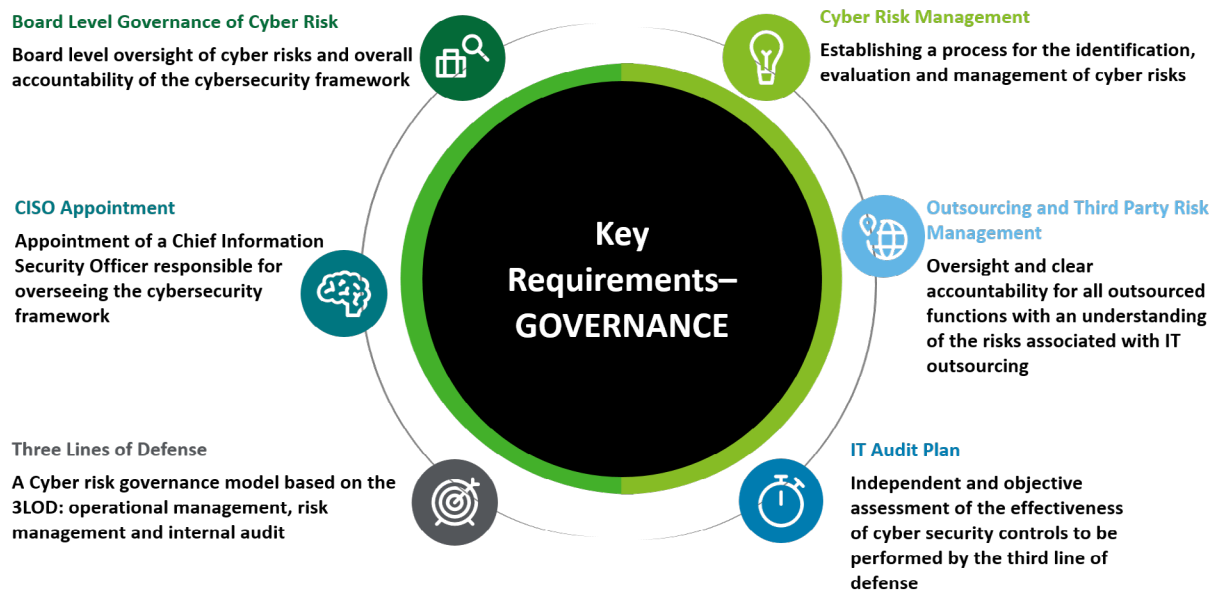 Board Level Governance of Cyber Risk
Board level oversight of cyber risks and overall
accountability of the cybersecurity framework
Cyber Risk Management
Establishing a process for the identification,
evaluation and management of cyber risks
CISO Appointment
Appointment of a Chief Information
Security Officer responsible for
overseeing the cybersecurity
framework
Key
Requirements–
GOVERNANCE
Outsourcing and Third Party Risk
Management
Oversight and clear
accountability for all outsourced
functions with an understanding
of the risks associated with IT
outsourcing
Three Lines of Defense
A Cyber risk governance model based on the
3LOD: operational management, risk
management and internal audit
IT Audit Plan
Independent and objective
assessment of the effectiveness
of cyber security controls to be
performed by the third line of
defense